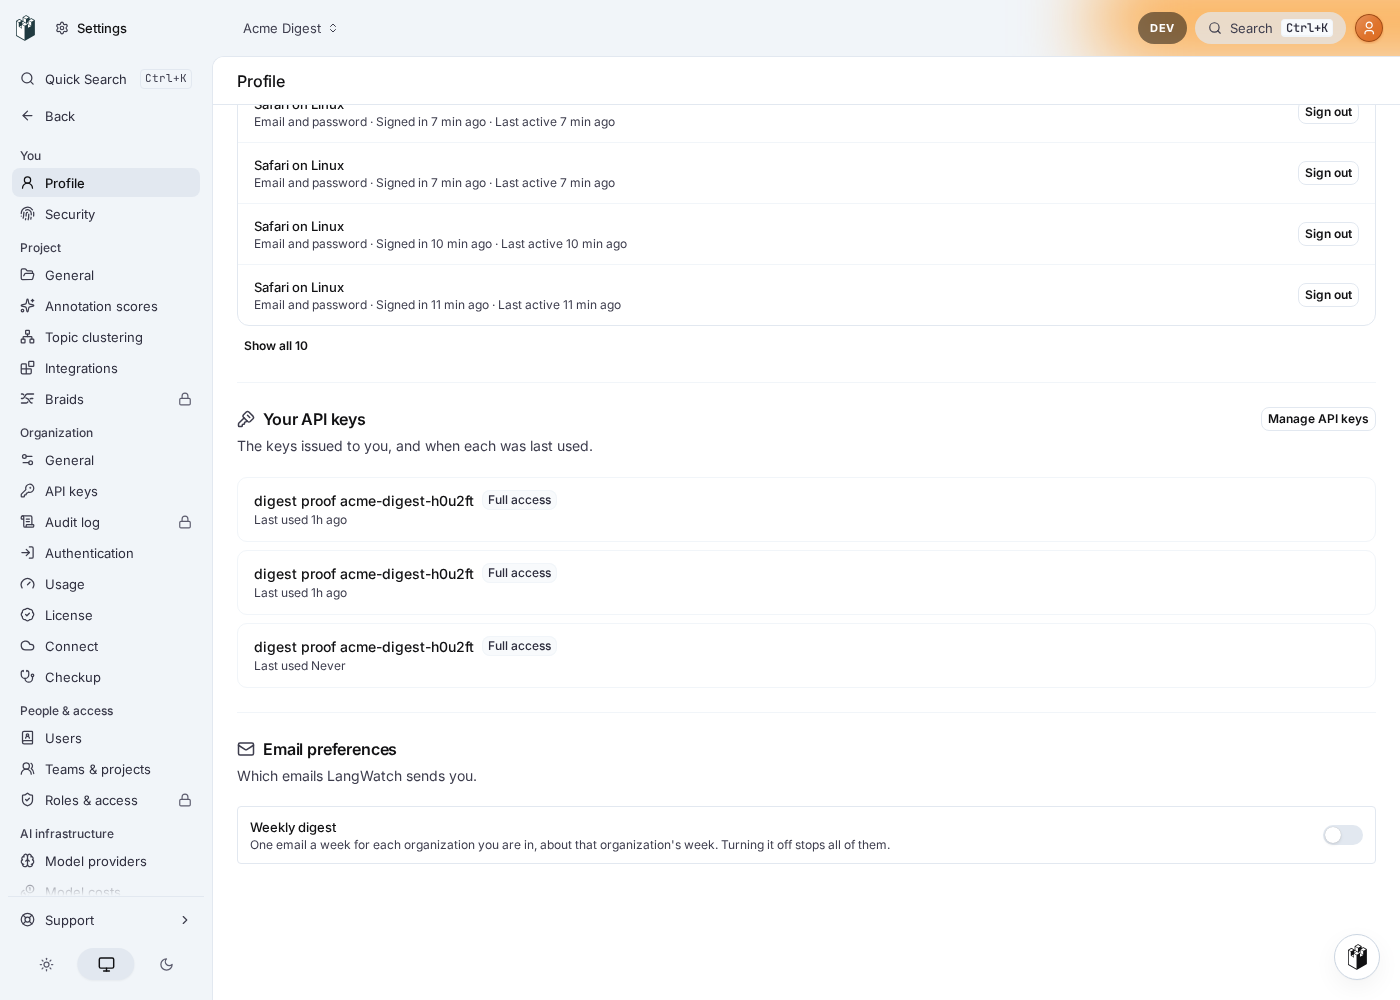 Settings
Acme Digest
DEV
Search Ctrl+K
Quick Search Ctrl+K
Back
You
Profile
Security
Project
General
Annotation scores
Topic clustering
Integrations
Braids
Organization
General
API keys
Audit log
Authentication
Usage
License
Connect
Checkup
People & access
Users
Teams & projects
Roles & access
AI infrastructure
Model providers
Model costs
Support
Profile
Safari on Linux
Email and password · Signed in 7 min ago · Last active 7 min ago
Sign out
Safari on Linux
Email and password · Signed in 7 min ago · Last active 7 min ago
Sign out
Safari on Linux
Email and password · Signed in 10 min ago · Last active 10 min ago
Sign out
Safari on Linux
Email and password · Signed in 11 min ago · Last active 11 min ago
Sign out
Show all 10
Your API keys
Manage API keys
The keys issued to you, and when each was last used.
digest proof acme-digest-h0u2ft Full access
Last used 1h ago
digest proof acme-digest-h0u2ft Full access
Last used 1h ago
digest proof acme-digest-h0u2ft Full access
Last used Never
Email preferences
Which emails LangWatch sends you.
Weekly digest
One email a week for each organization you are in, about that organization's week. Turning it off stops all of them.